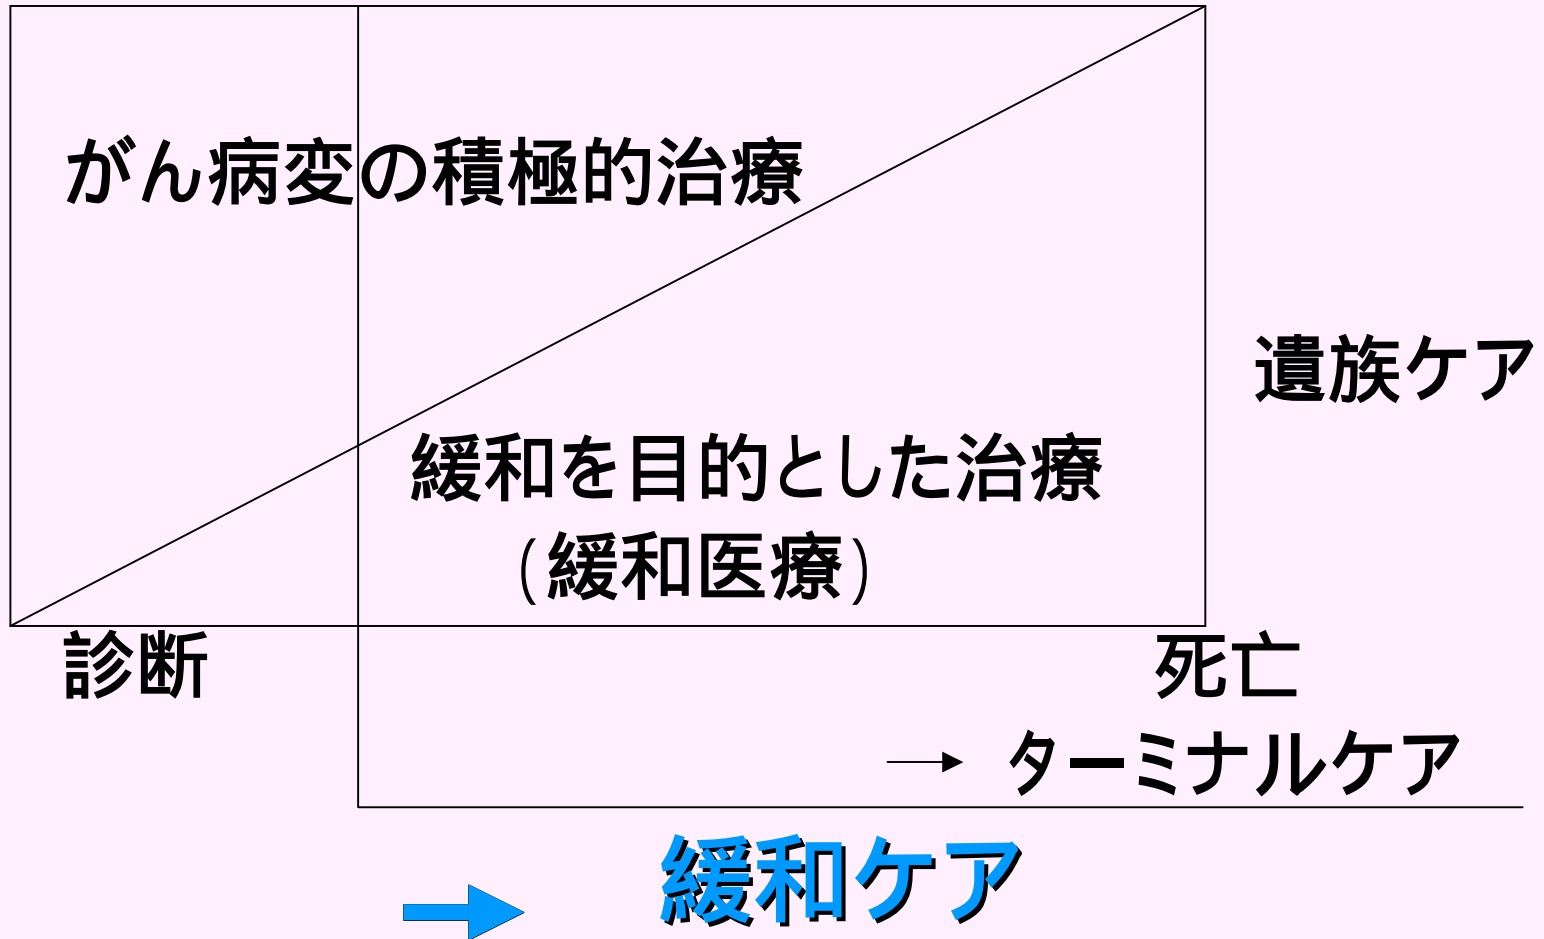 がん病変の積極的治療
遺族ケア
緩和を目的とした治療
(緩和医療)
診断
死亡
ターミナルケア
緩和ケア